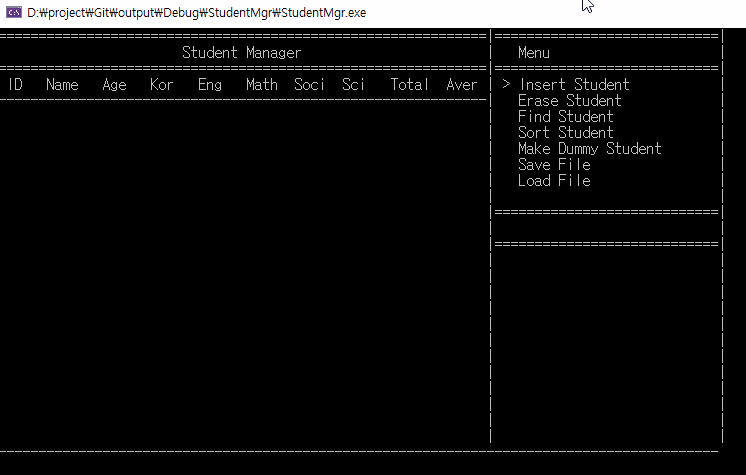 D:₩project₩Git₩output₩Debug₩StudentMgr₩StudentMgr.exe
Student Manager
Menu
ID Name Age Kor Eng Math Soci Sci Total Aver
> Insert Student
Erase Student
Find Student
Sort Student
Make Dummy Student
Save File
Load File